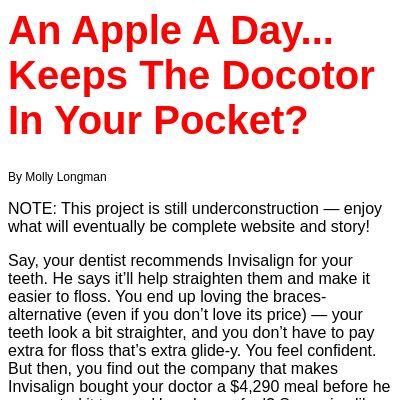 An Apple A Day...
Keeps The Docotor
In Your Pocket?
By Molly Longman
NOTE: This project is still underconstruction — enjoy
what will eventually be complete website and story!
Say, your dentist recommends Invisalign for your
teeth. He says it’ll help straighten them and make it
easier to floss. You end up loving the braces-
alternative (even if you don’t love its price) — your
teeth look a bit straighter, and you don’t have to pay
extra for floss that’s extra glide-y. You feel confident.
But then, you find out the company that makes
Invisalign bought your doctor a $4,290 meal before he